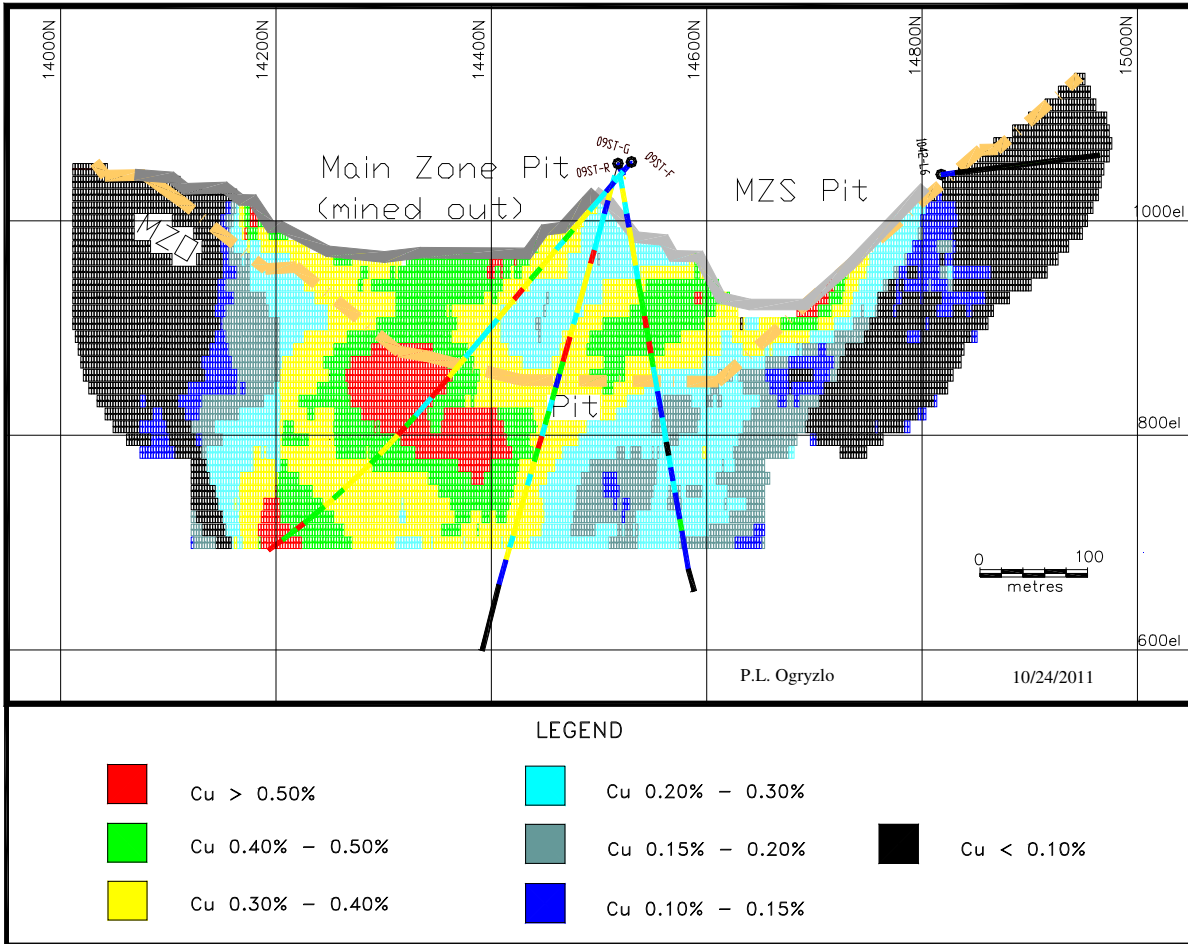 14000N
14200N
14400N
14600N
14800N
15000N
Main Zone Pit
(mined out)
09ST-G
09ST-R
09ST-F
MZS Pit
MZD
1000el
Pit
800el
0 100
metres
600el
P.L. Ogryzlo
10/24/2011
LEGEND
Cu > 0.50%
Cu 0.40% - 0.50%
Cu 0.30% - 0.40%
Cu 0.20% - 0.30%
Cu 0.15% - 0.20%
Cu 0.10% - 0.15%
Cu < 0.10%